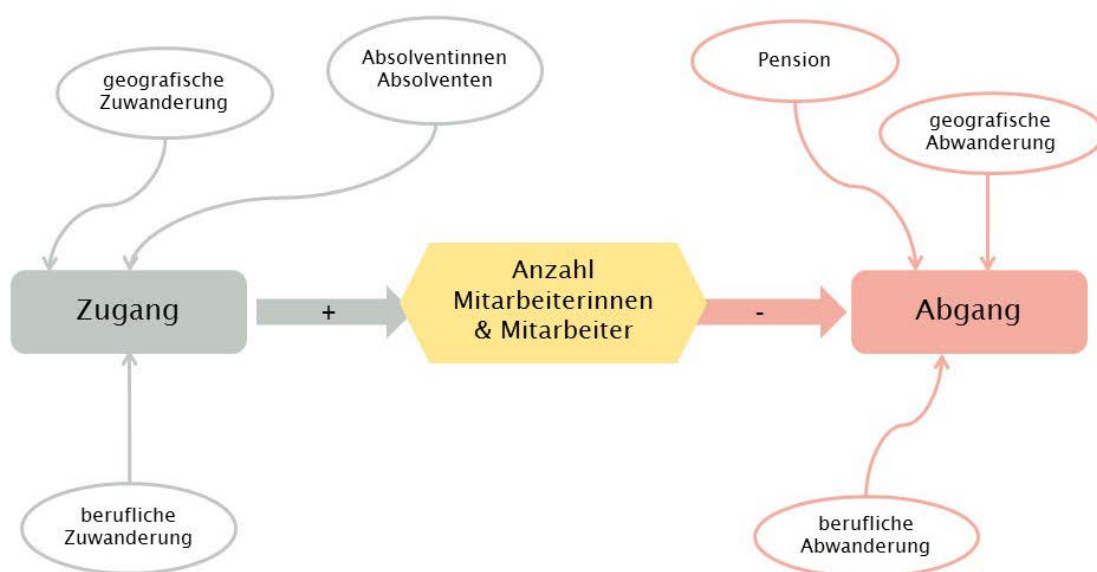 geografische
Zuwanderung
Absolventinnen
Absolventen
Pension
geografische
Abwanderung
Zugang
+
Anzahl
Mitarbeiterinnen
& Mitarbeiter
-
Abgang
berufliche
Zuwanderung
berufliche
Abwanderung